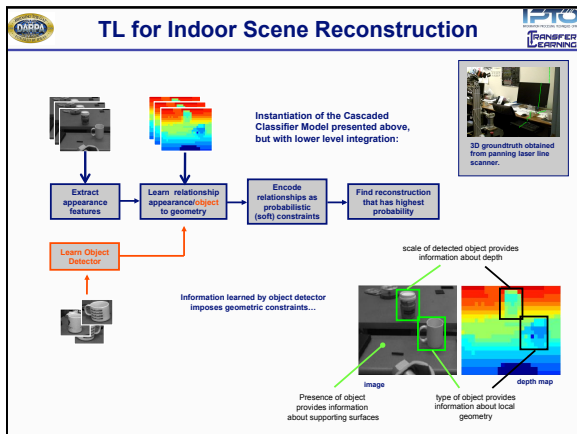 DARPA
TL for Indoor Scene Reconstruction
IPTO
TRANSFER
LEARNING
Instantiation of the Cascaded
Classifier Model presented above,
but with lower level integration:
3D groundtruth obtained
from panning laser line
scanner.
Extract
appearance
features
Learn relationship
appearance/object
to geometry
Encode
relationships as
probabilistic
(soft) constraints
Find reconstruction
that has highest
probability
Learn Object
Detector
Information learned by object detector
imposes geometric constraints…
scale of detected object provides
information about depth
image
depth map
Presence of object
provides information
about supporting surfaces
type of object provides
information about local
geometry